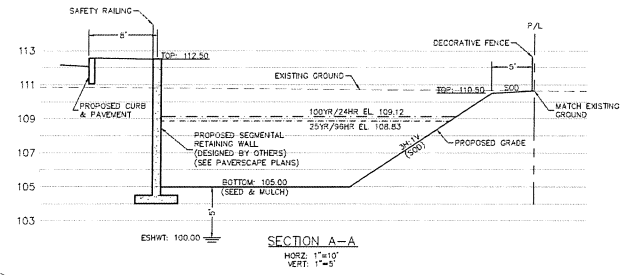 SAFETY RAILING
P/L
8'
DECORATIVE FENCE
113
TOP: 112.50
5'
EXISTING GROUND
111
TOP: 110.50
SOD
PROPOSED CURB
& PAVEMENT
MATCH EXISTING
GROUND
100YR/24HR EL. 109.12
109
25YR/96HR EL. 108.83
PROPOSED SEGMENTAL
RETAINING WALL
(DESIGNED BY OTHERS)
(SEE PAVERSCAPE PLANS)
3H:1V
(SOD)
PROPOSED GRADE
107
BOTTOM: 105.00
(SEED & MULCH)
105
5'
103
ESHWT: 100.00
SECTION A-A
HORZ: 1"=10'
VERT: 1"=5'